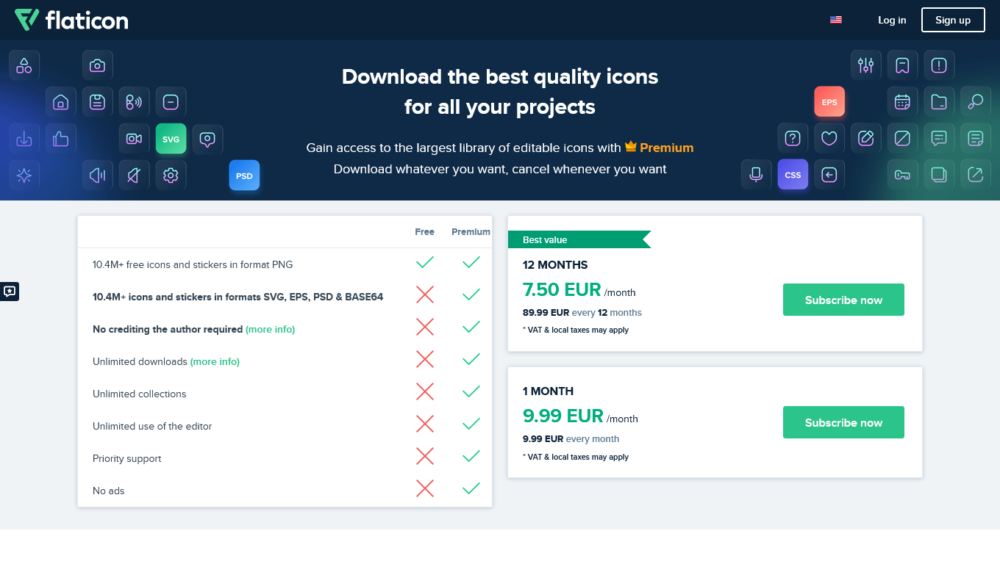 flaticon
Log in
Sign up
Download the best quality icons
for all your projects
Gain access to the largest library of editable icons with Premium
Download whatever you want, cancel whenever you want
SVG
PSD
EPS
CSS
Free Premium
10.4M+ free icons and stickers in format PNG
10.4M+ icons and stickers in formats SVG, EPS, PSD & BASE64
No crediting the author required (more info)
Unlimited downloads (more info)
Unlimited collections
Unlimited use of the editor
Priority support
No ads
Best value
12 MONTHS
7.50 EUR /month
89.99 EUR every 12 months
* VAT & local taxes may apply
Subscribe now
1 MONTH
9.99 EUR /month
9.99 EUR every month
* VAT & local taxes may apply
Subscribe now